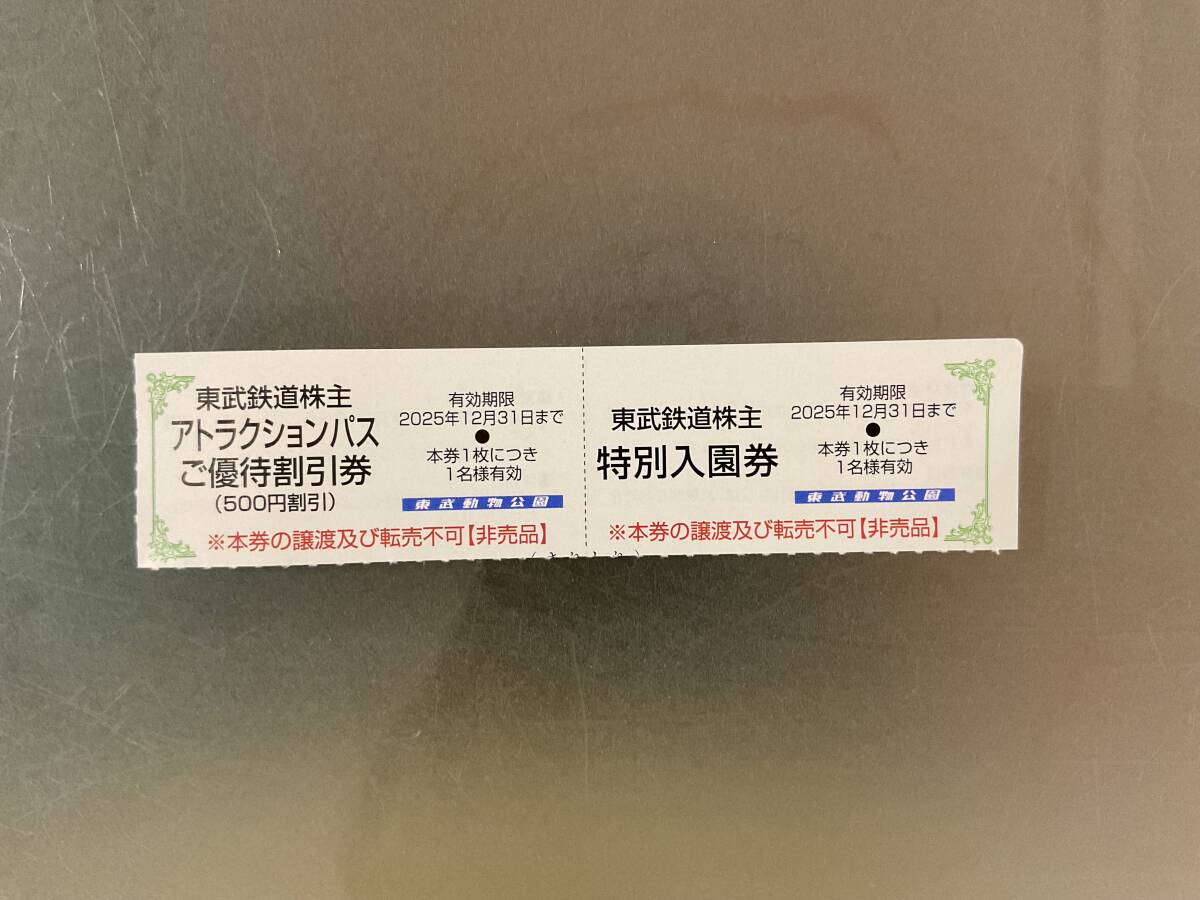 東武鉄道株主
アトラクションパス
ご優待割引券
(500円割引)
有効期限
2025年12月31日まで
●
本券1枚につき
1名様有効
東武動物公園
※本券の譲渡及び転売不可【非売品】
東武鉄道株主
特別入園券
有効期限
2025年12月31日まで
●
本券1枚につき
1名様有効
東武動物公園
※本券の譲渡及び転売不可【非売品】